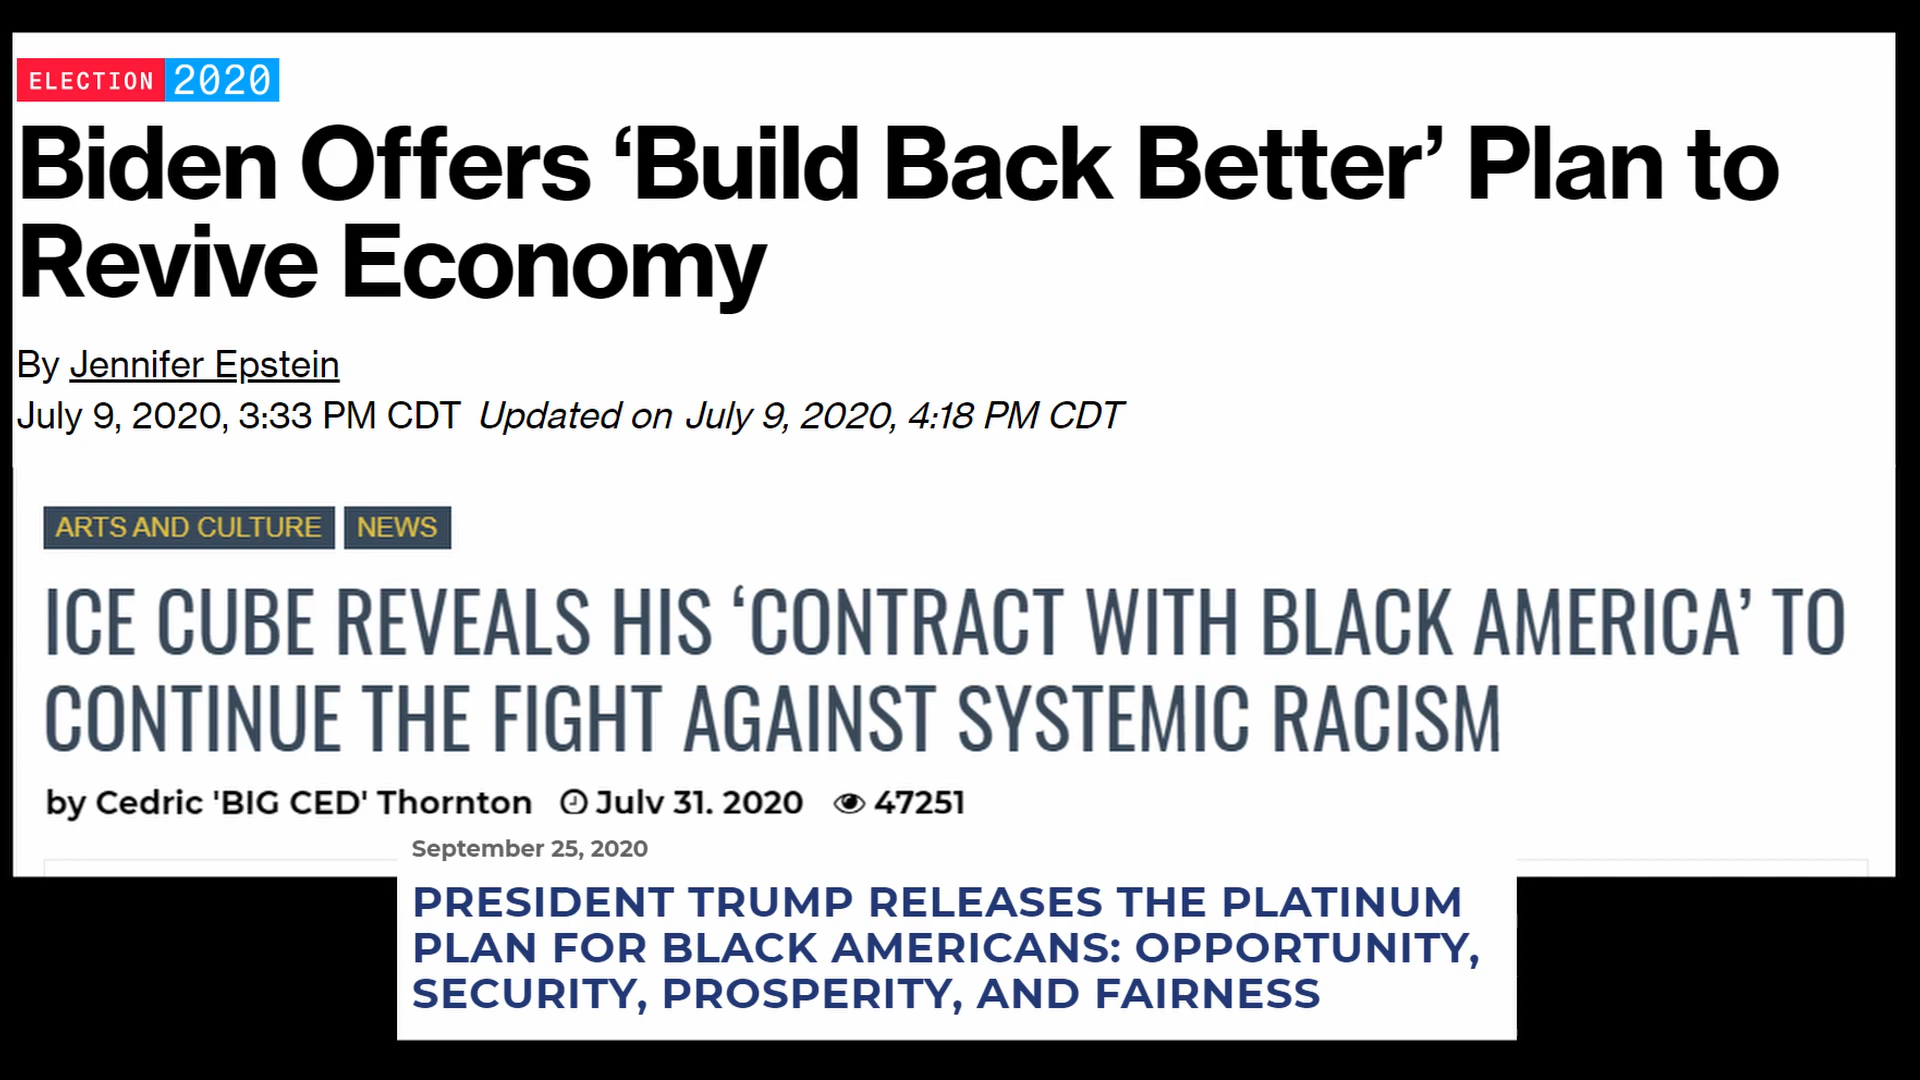 ELECTION 2020
Biden Offers ‘Build Back Better’ Plan to
Revive Economy
By Jennifer Epstein
July 9, 2020, 3:33 PM CDT Updated on July 9, 2020, 4:18 PM CDT
ARTS AND CULTURE NEWS
ICE CUBE REVEALS HIS ‘CONTRACT WITH BLACK AMERICA’ TO
CONTINUE THE FIGHT AGAINST SYSTEMIC RACISM
by Cedric 'BIG CED' Thornton July 31, 2020 47251
September 25, 2020
PRESIDENT TRUMP RELEASES THE PLATINUM
PLAN FOR BLACK AMERICANS: OPPORTUNITY,
SECURITY, PROSPERITY, AND FAIRNESS